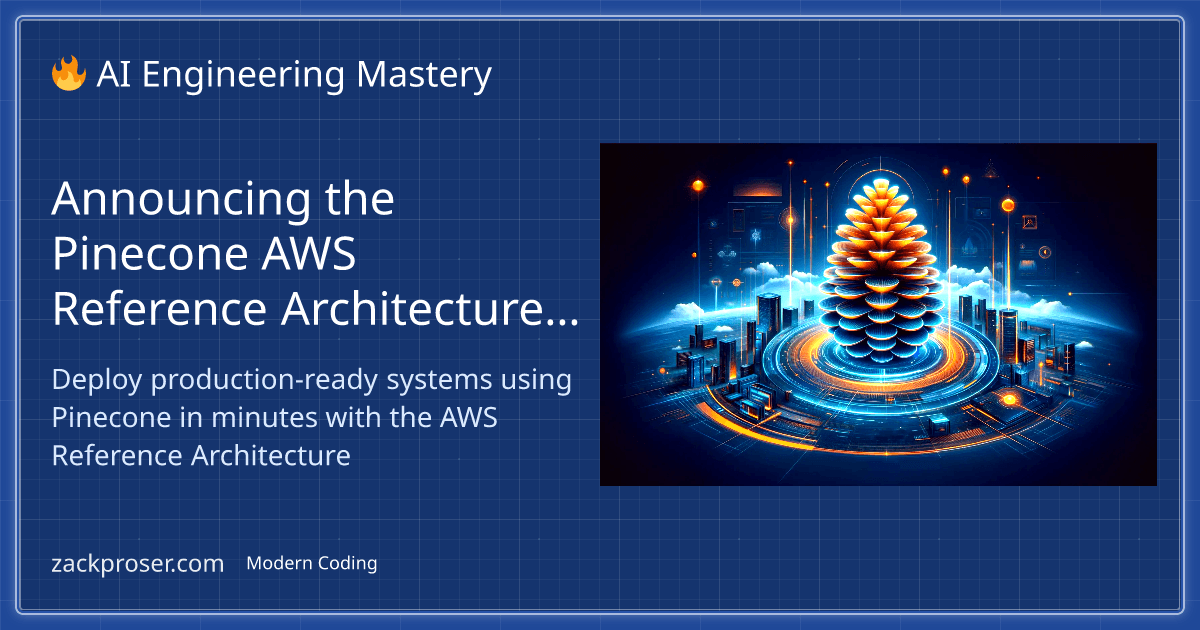 🔥 AI Engineering Mastery
Announcing the
Pinecone AWS
Reference Architecture...
Deploy production-ready systems using
Pinecone in minutes with the AWS
Reference Architecture
zackproser.com Modern Coding